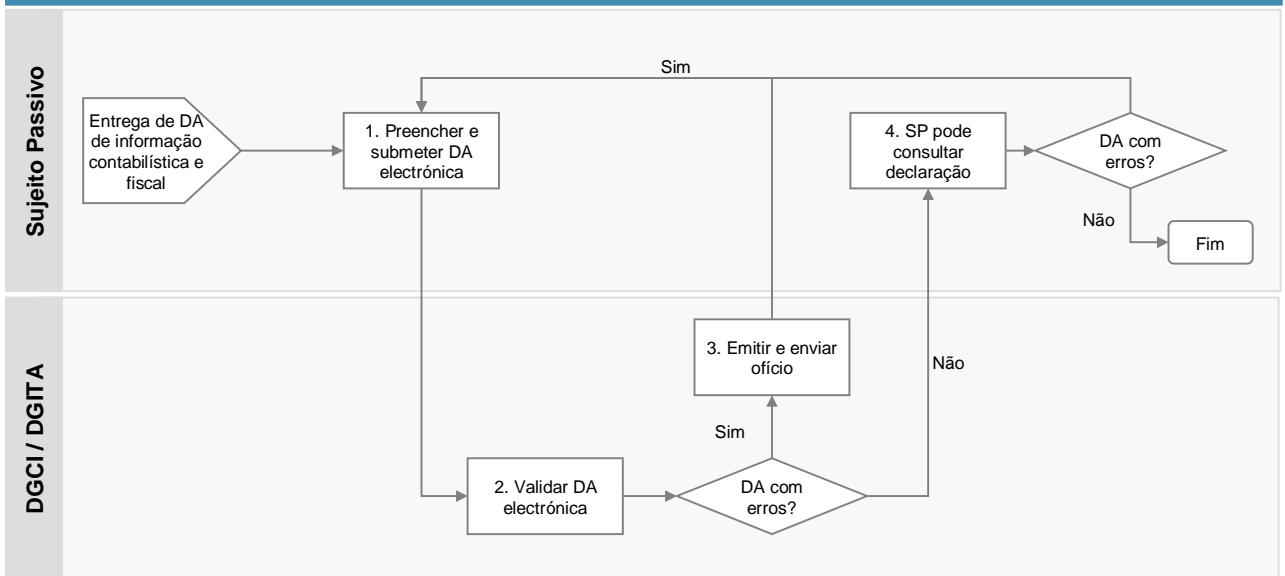 Sujeito Passivo
Entrega de DA
de informação
contabilística e
fiscal
1. Preencher e
submeter DA
electrónica
Sim
4. SP pode
consultar
declaração
DA com
erros?
Não
Fim
DGCI / DGITA
2. Validar DA
electrónica
DA com
erros?
Sim
3. Emitir e enviar
ofício
Não